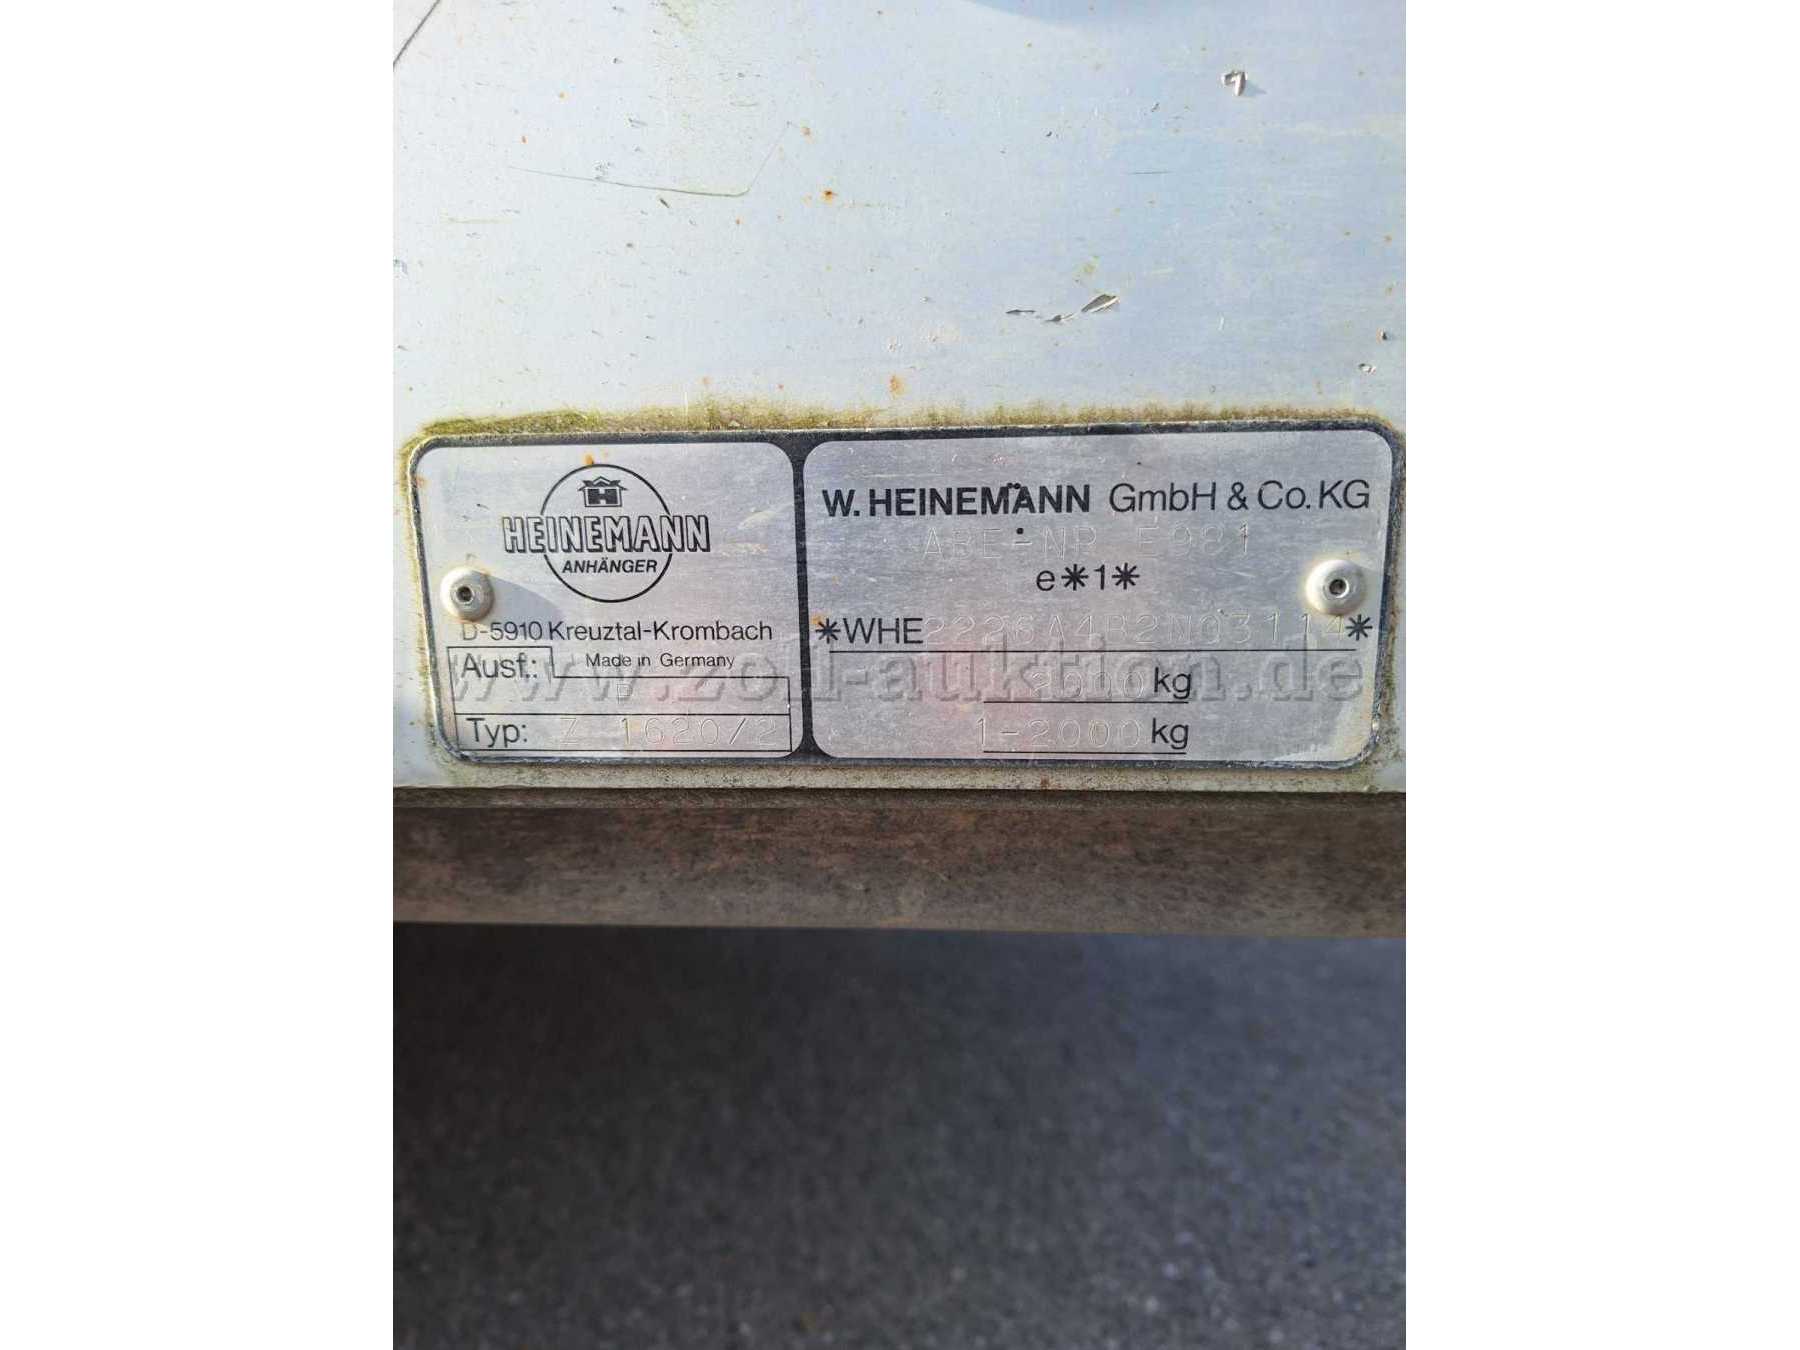 H
HEINEMANN
ANHÄNGER
D-5910 Kreuztal-Krombach
Made in Germany
Ausf.: B
Typ: Z 1620/2
W. HEINEMANN GmbH & Co. KG
ABE-NR E981
e*1*
*WHE2226A4B2N03114*
2000 kg
1-2000 kg
www.zoll-auktion.de